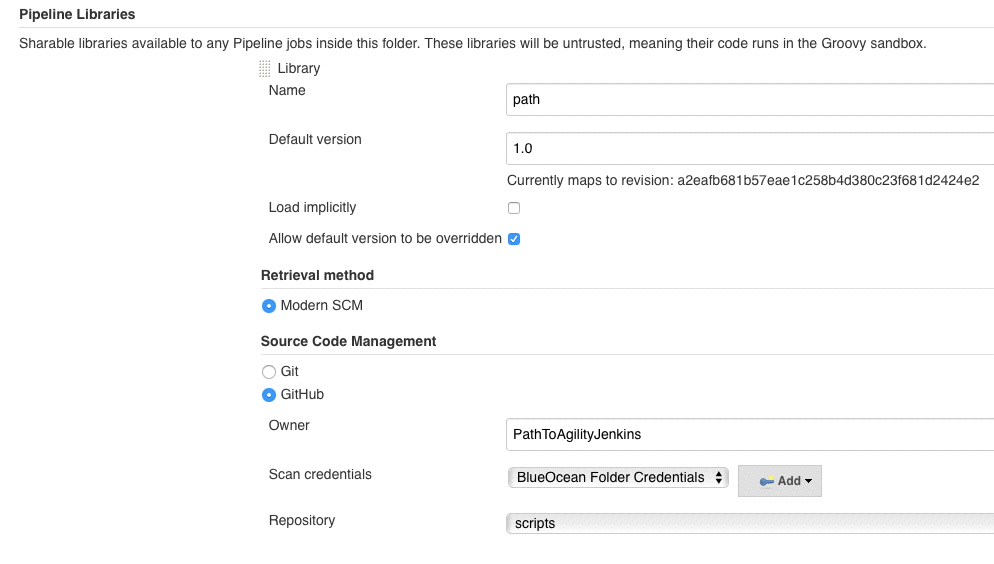 Pipeline Libraries
Sharable libraries available to any Pipeline jobs inside this folder. These libraries will be untrusted, meaning their code runs in the Groovy sandbox.
Library
Name
path
Default version
1.0
Currently maps to revision: a2eafb681b57eae1c258b4d380c23f681d2424e2
Load implicitly
Allow default version to be overridden
Retrieval method
Modern SCM
Source Code Management
Git
GitHub
Owner
PathToAgilityJenkins
Scan credentials
BlueOcean Folder Credentials
Add
Repository
scripts